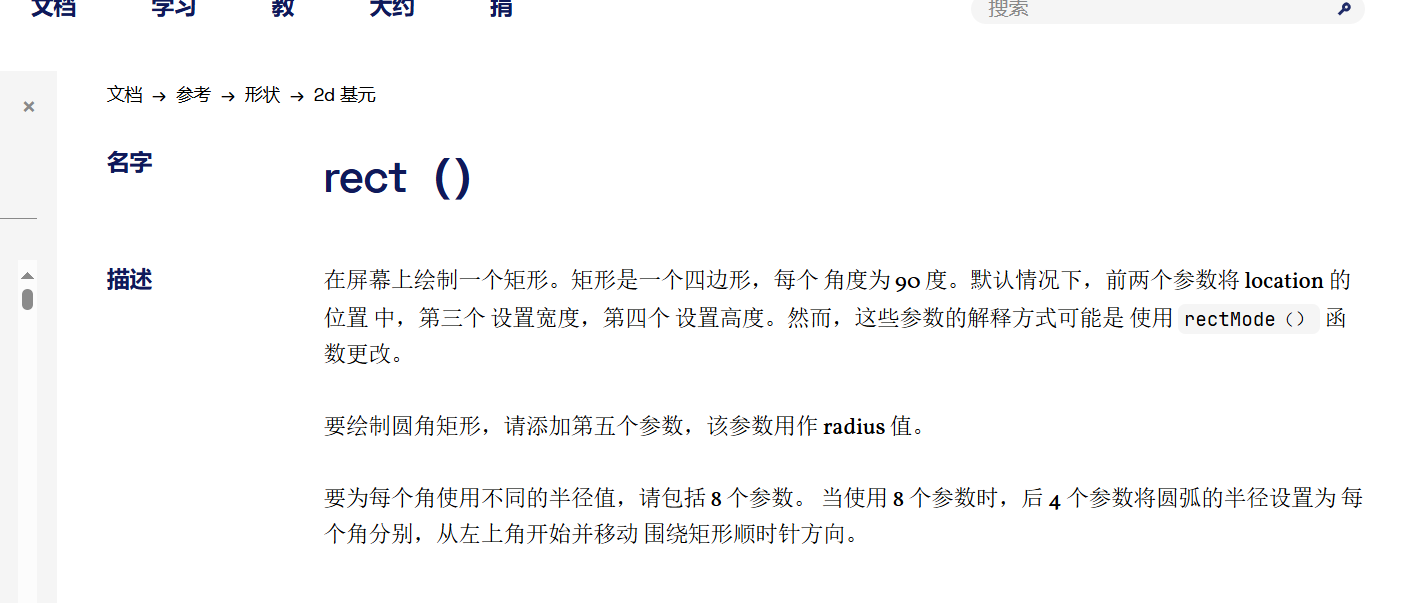 文档 学习 教 大约 捐 搜索
文档 → 参考 → 形状 → 2d 基元
名字
rect（）
描述
在屏幕上绘制一个矩形。矩形是一个四边形，每个 角度为 90 度。默认情况下，前两个参数将 location 的
位置 中，第三个 设置宽度，第四个 设置高度。然而，这些参数的解释方式可能是 使用 rectMode（） 函
数更改。
要绘制圆角矩形，请添加第五个参数，该参数用作 radius 值。
要为每个角使用不同的半径值，请包括 8 个参数。 当使用 8 个参数时，后 4 个参数将圆弧的半径设置为 每
个角分别，从左上角开始并移动 围绕矩形顺时针方向。